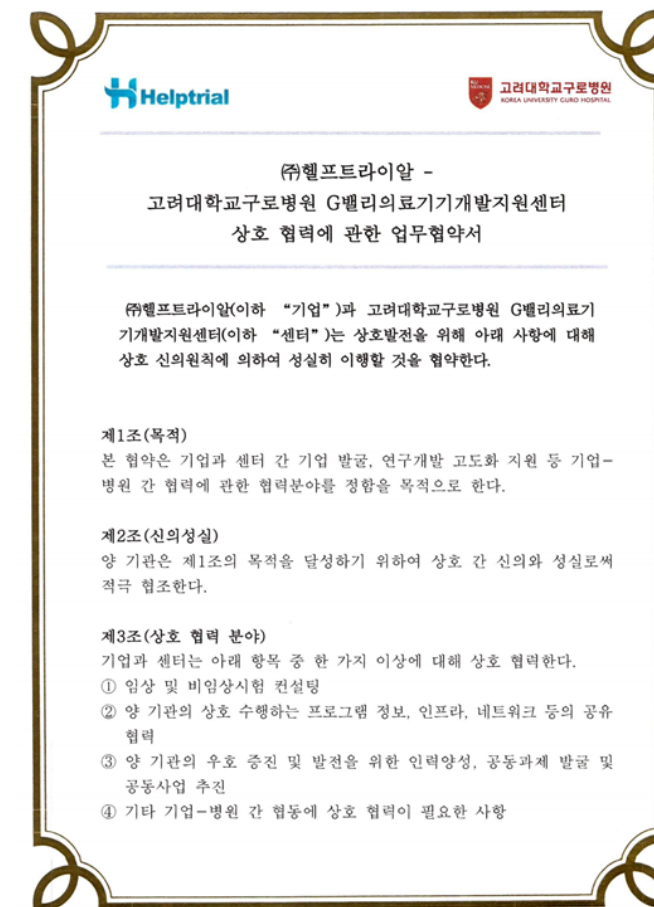 Helptrial
KU MEDICINE
고려대학교구로병원
KOREA UNIVERSITY GURO HOSPITAL
㈜헬프트라이알 -
고려대학교구로병원 G밸리의료기기개발지원센터
상호 협력에 관한 업무협약서
㈜헬프트라이알(이하 “기업”)과 고려대학교구로병원 G밸리의료기
기개발지원센터(이하 “센터”)는 상호발전을 위해 아래 사항에 대해
상호 신의원칙에 의하여 성실히 이행할 것을 협약한다.
제1조(목적)
본 협약은 기업과 센터 간 기업 발굴, 연구개발 고도화 지원 등 기업-
병원 간 협력에 관한 협력분야를 정함을 목적으로 한다.
제2조(신의성실)
양 기관은 제1조의 목적을 달성하기 위하여 상호 간 신의와 성실로써
적극 협조한다.
제3조(상호 협력 분야)
기업과 센터는 아래 항목 중 한 가지 이상에 대해 상호 협력한다.
① 임상 및 비임상시험 컨설팅
② 양 기관의 상호 수행하는 프로그램 정보, 인프라, 네트워크 등의 공유
협력
③ 양 기관의 우호 증진 및 발전을 위한 인력양성, 공동과제 발굴 및
공동사업 추진
④ 기타 기업-병원 간 협동에 상호 협력이 필요한 사항